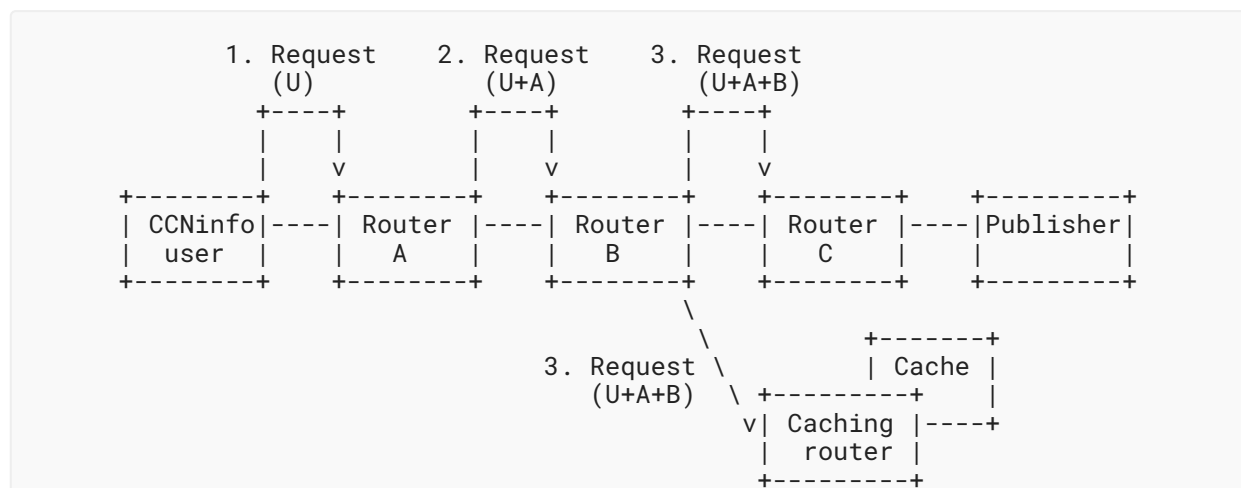 1. Request 2. Request 3. Request
(U) (U+A) (U+A+B)
CCNinfo Router Router Router Publisher
user A B C
3. Request Cache
(U+A+B)
Caching
router